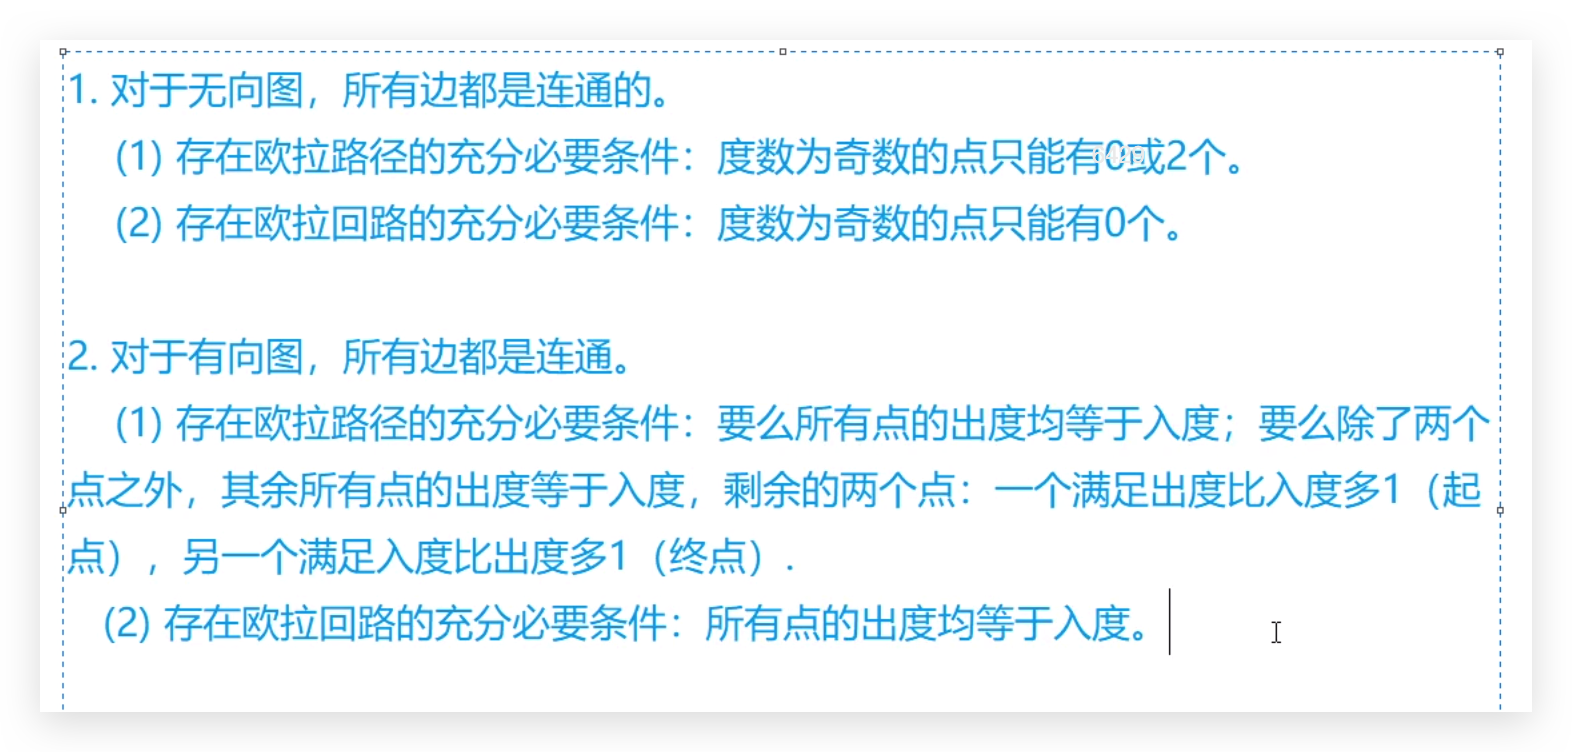 1. 对于无向图，所有边都是连通的。
(1) 存在欧拉路径的充分必要条件：度数为奇数的点只能有0或2个。
(2) 存在欧拉回路的充分必要条件：度数为奇数的点只能有0个。
2. 对于有向图，所有边都是连通。
(1) 存在欧拉路径的充分必要条件：要么所有点的出度均等于入度；要么除了两个
点之外，其余所有点的出度等于入度，剩余的两个点：一个满足出度比入度多1（起
点），另一个满足入度比出度多1（终点）.
(2) 存在欧拉回路的充分必要条件：所有点的出度均等于入度。